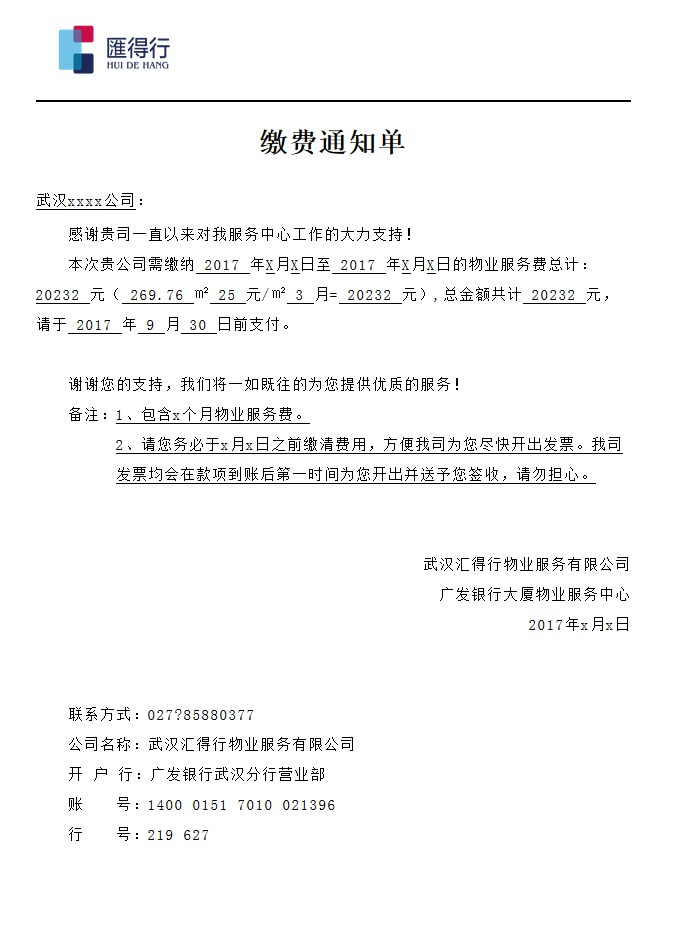 匯得行
HUI DE HANG
缴费通知单
武汉xxxx公司：
感谢贵司一直以来对我服务中心工作的大力支持！
本次贵公司需缴纳 2017 年X月X日至 2017 年X月X日的物业服务费总计：
20232 元（ 269.76 ㎡ 25 元/㎡ 3 月= 20232 元）, 总金额共计 20232 元，
请于 2017 年 9 月 30 日前支付。
谢谢您的支持，我们将一如既往的为您提供优质的服务！
备注：1、包含x个月物业服务费。
2、请您务必于x月x日之前缴清费用，方便我司为您尽快开出发票。我司
发票均会在款项到账后第一时间为您开出并送予您签收，请勿担心。
武汉汇得行物业服务有限公司
广发银行大厦物业服务中心
2017年x月x日
联系方式：027?85880377
公司名称：武汉汇得行物业服务有限公司
开 户 行：广发银行武汉分行营业部
账 号：1400 0151 7010 021396
行 号：219 627